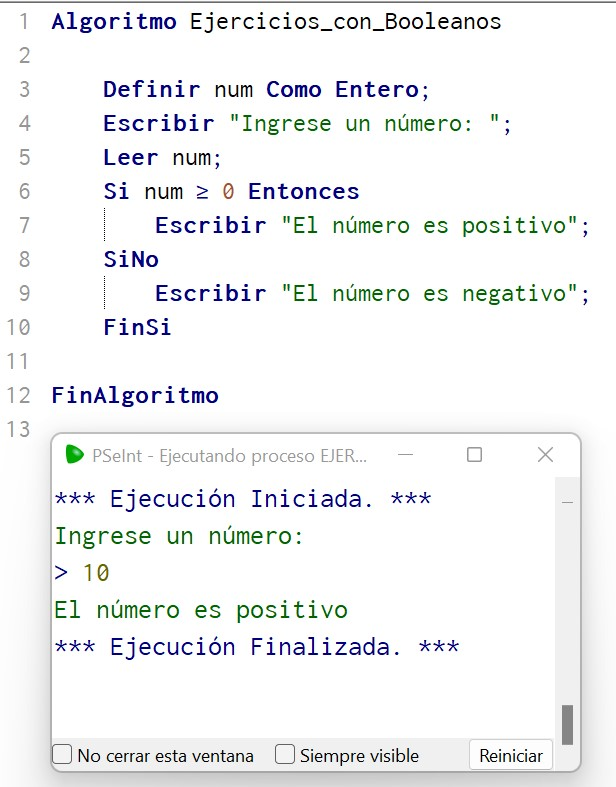 1 Algoritmo Ejercicios_con_Booleanos
2
3 Definir num Como Entero;
4 Escribir "Ingrese un número: ";
5 Leer num;
6 Si num ≥ 0 Entonces
7 Escribir "El número es positivo";
8 SiNo
9 Escribir "El número es negativo";
10 FinSi
11
12 FinAlgoritmo
13
PSeInt - Ejecutando proceso EJER...
*** Ejecución Iniciada. ***
Ingrese un número:
> 10
El número es positivo
*** Ejecución Finalizada. ***
No cerrar esta ventana Siempre visible Reiniciar